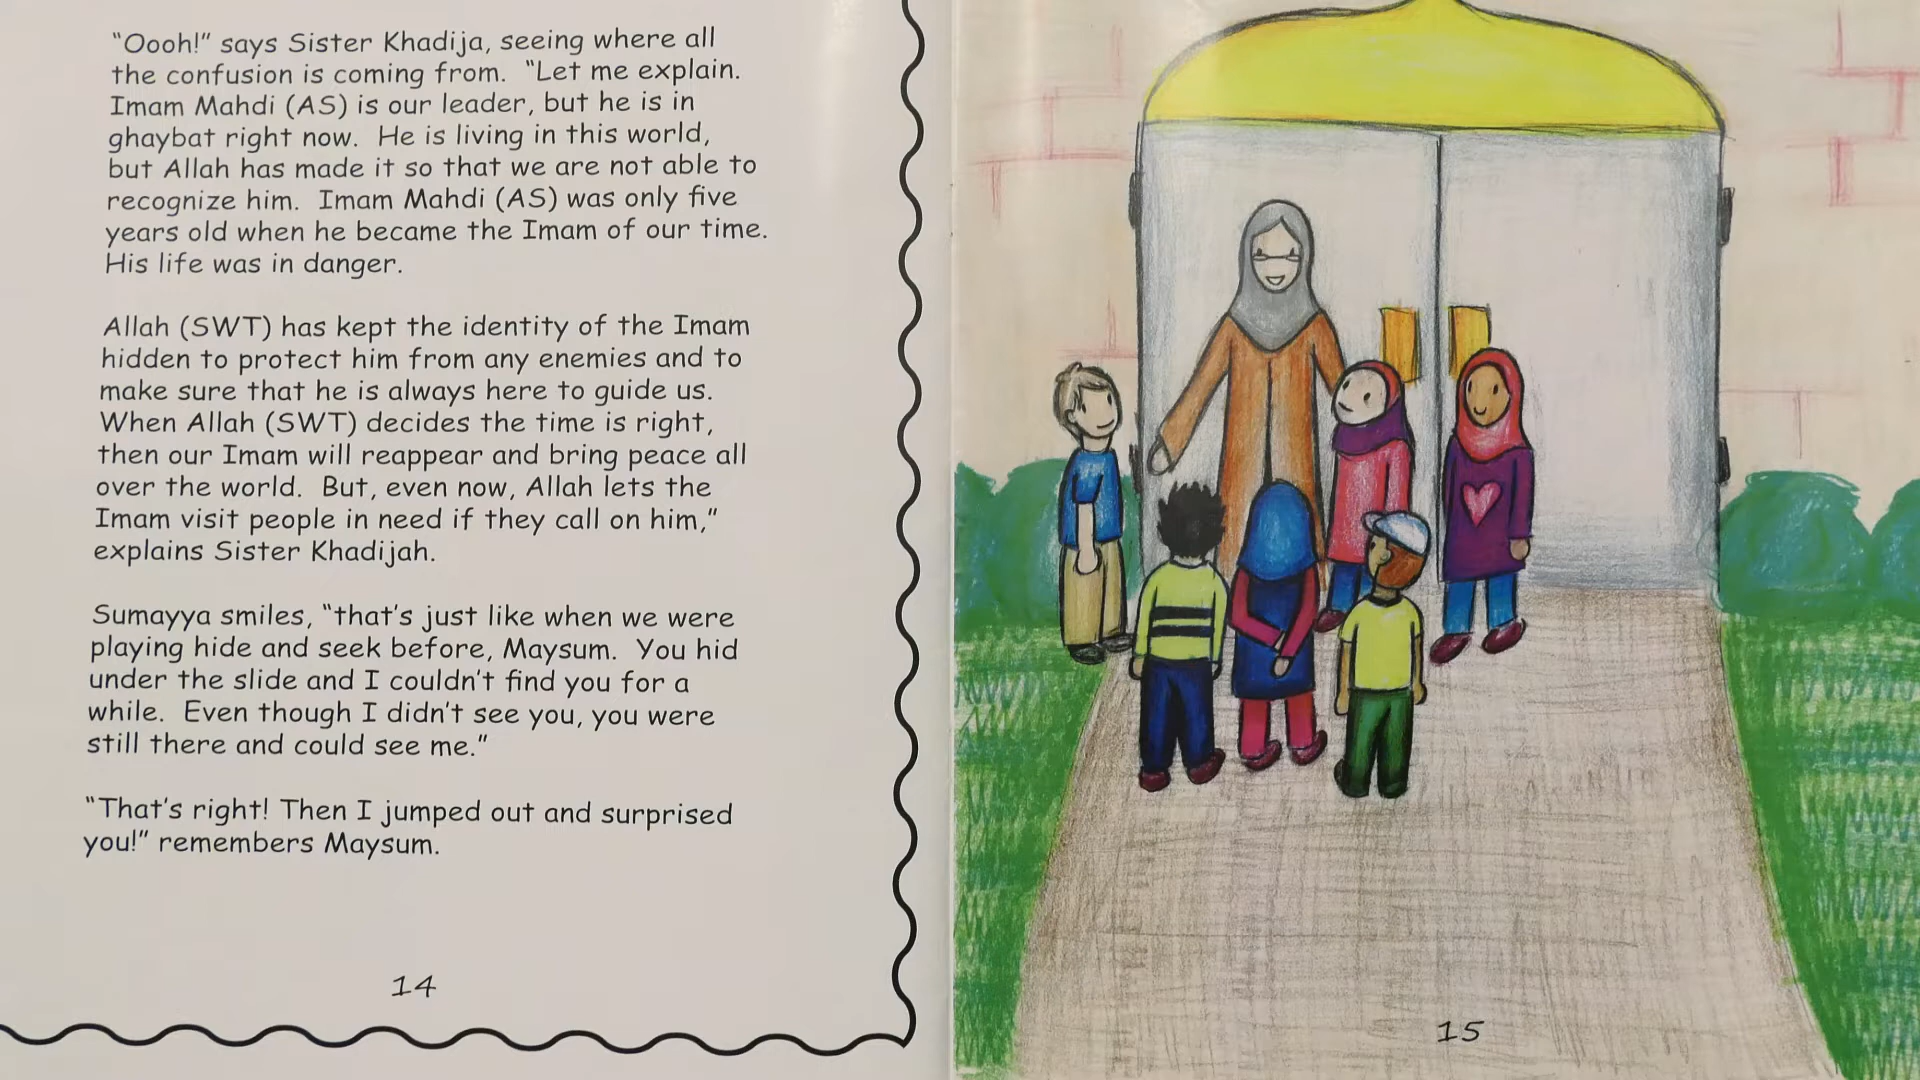 “Oooh!” says Sister Khadija, seeing where all
the confusion is coming from.  “Let me explain.
Imam Mahdi (AS) is our leader, but he is in
ghaybat right now.  He is living in this world,
but Allah has made it so that we are not able to
recognize him.  Imam Mahdi (AS) was only five
years old when he became the Imam of our time.
His life was in danger.
Allah (SWT) has kept the identity of the Imam
hidden to protect him from any enemies and to
make sure that he is always here to guide us.
When Allah (SWT) decides the time is right,
then our Imam will reappear and bring peace all
over the world.  But, even now, Allah lets the
Imam visit people in need if they call on him,”
explains Sister Khadijah.
Sumayya smiles, “that’s just like when we were
playing hide and seek before, Maysum.  You hid
under the slide and I couldn’t find you for a
while.  Even though I didn’t see you, you were
still there and could see me.”
“That’s right! Then I jumped out and surprised
you!” remembers Maysum.
14
15